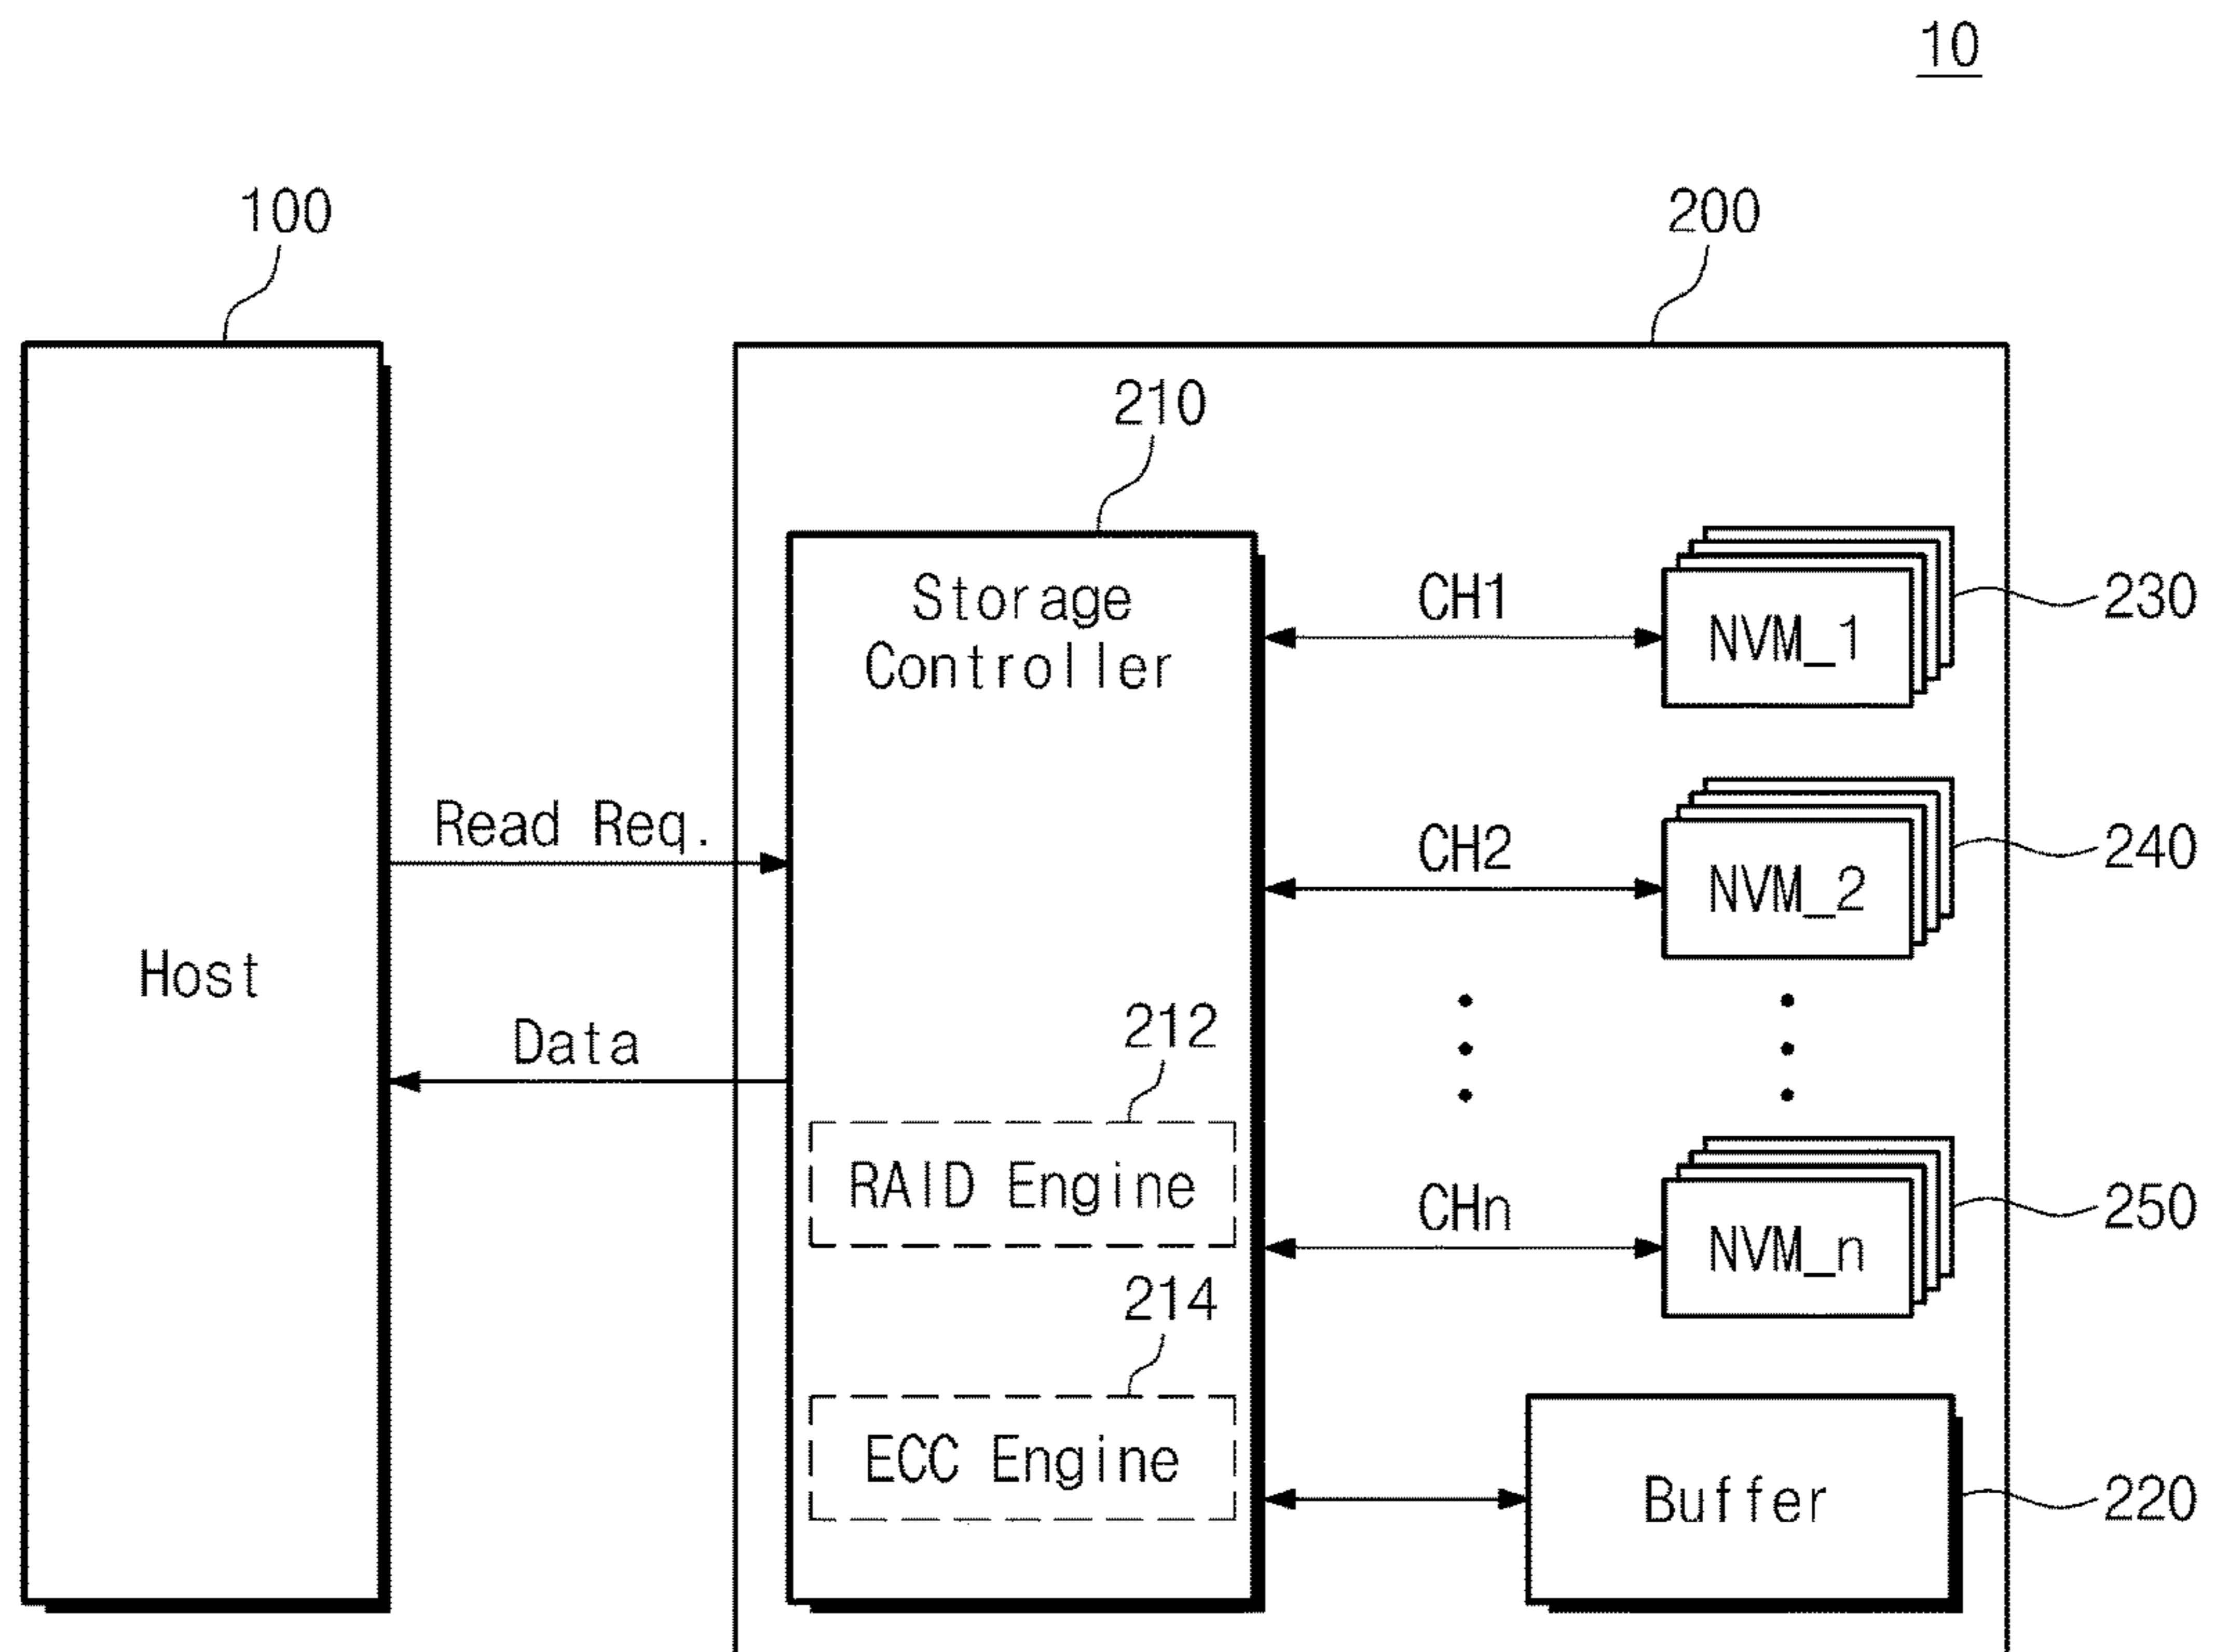 10
100
200
210
Storage
Controller
CH1
NVM_1
230
Read Req.
CH2
NVM_2
240
Host
Data
212
RAID Engine
CHn
NVM_n
250
214
ECC Engine
Buffer
220